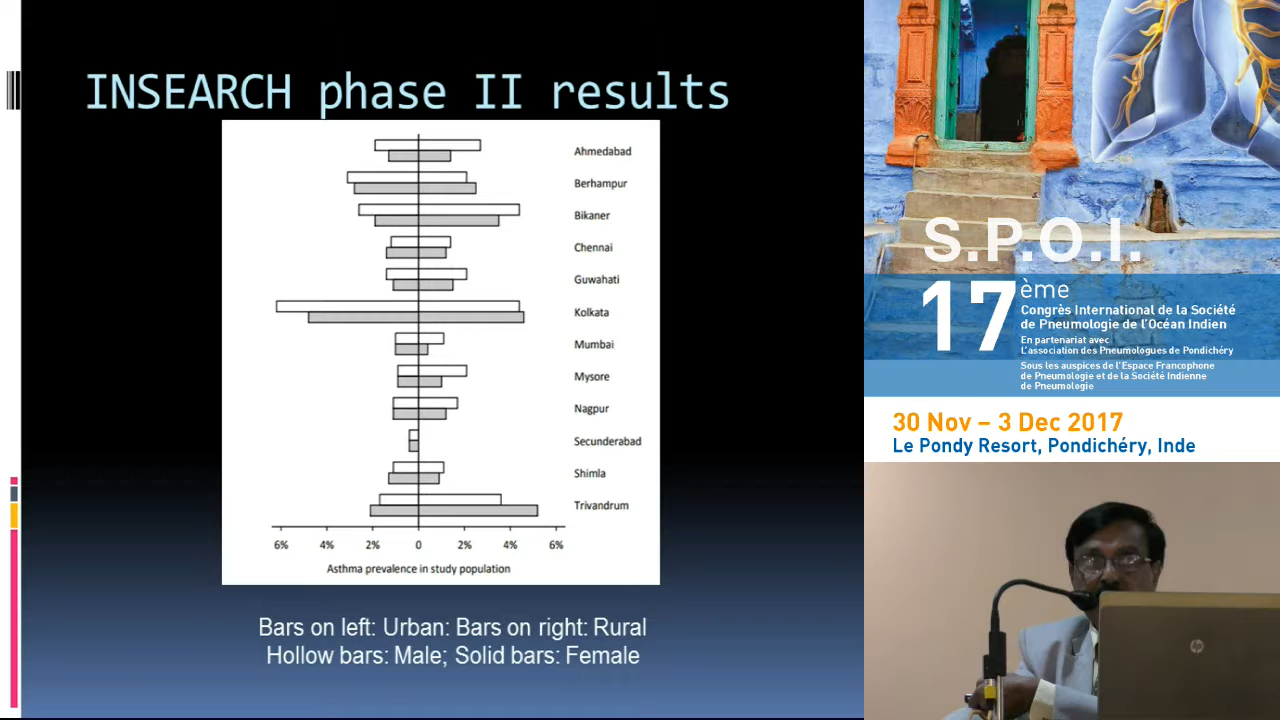 INSEARCH phase II results
Ahmedabad
Berhampur
Bikaner
Chennai
Guwahati
Kolkata
Mumbai
Mysore
Nagpur
Secunderabad
Shimla
Trivandrum
6% 4% 2% 0 2% 4% 6%
Asthma prevalence in study population
Bars on left: Urban: Bars on right: Rural
Hollow bars: Male; Solid bars: Female
S.P.O.I.
17ème
Congrès International de la Société
de Pneumologie de l'Océan Indien
En partenariat avec
L'association des Pneumologues de Pondichéry
Sous les auspices de l'Espace Francophone
de Pneumologie et de la Société Indienne
de Pneumologie
30 Nov – 3 Dec 2017
Le Pondy Resort, Pondichéry, Inde
hp